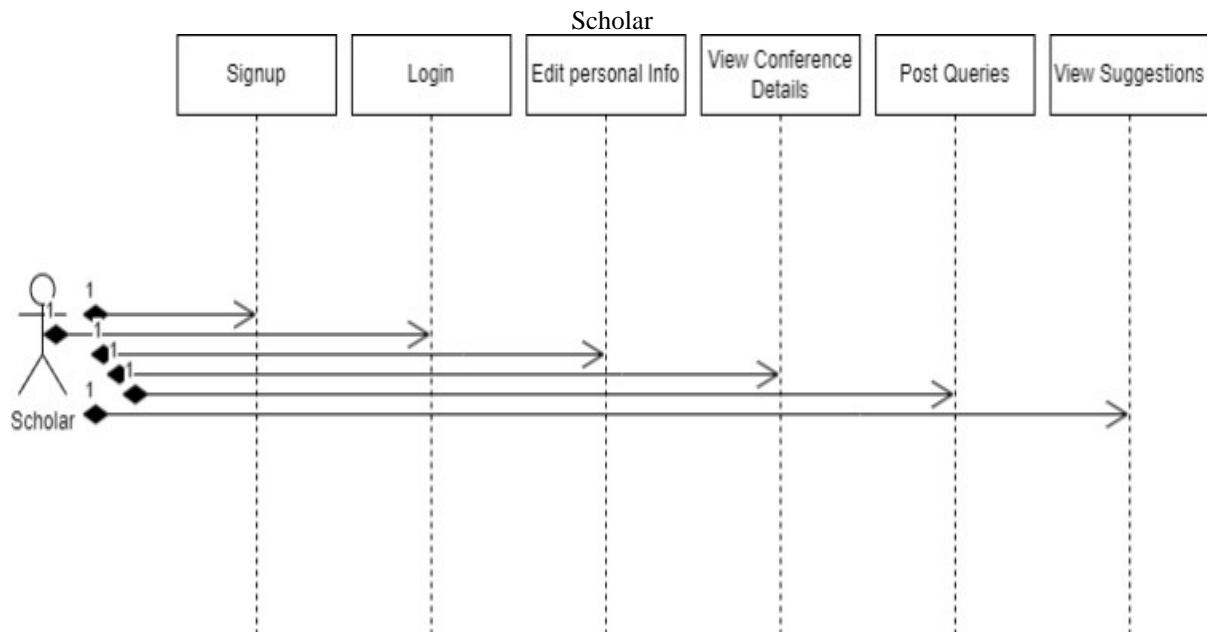 Scholar
Signup
Login
Edit personal Info
View Conference
Details
Post Queries
View Suggestions
1
1
1
1
1
1
Scholar